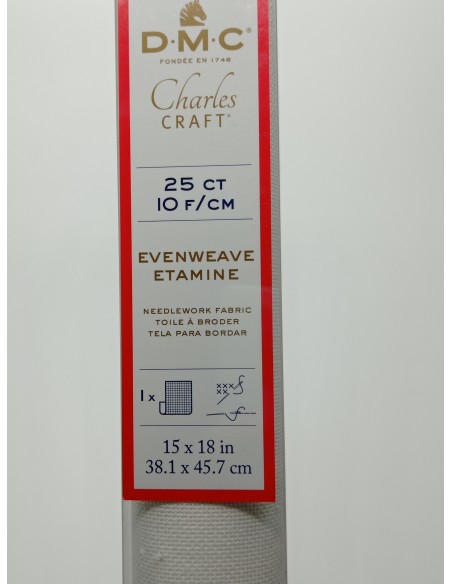 D·M·C®
FONDÉE EN 1746
Charles
CRAFT®
25 CT
10 F/CM
EVENWEAVE
ETAMINE
NEEDLEWORK FABRIC
TOILE À BRODER
TELA PARA BORDAR
1 x
15 x 18 in
38.1 x 45.7 cm